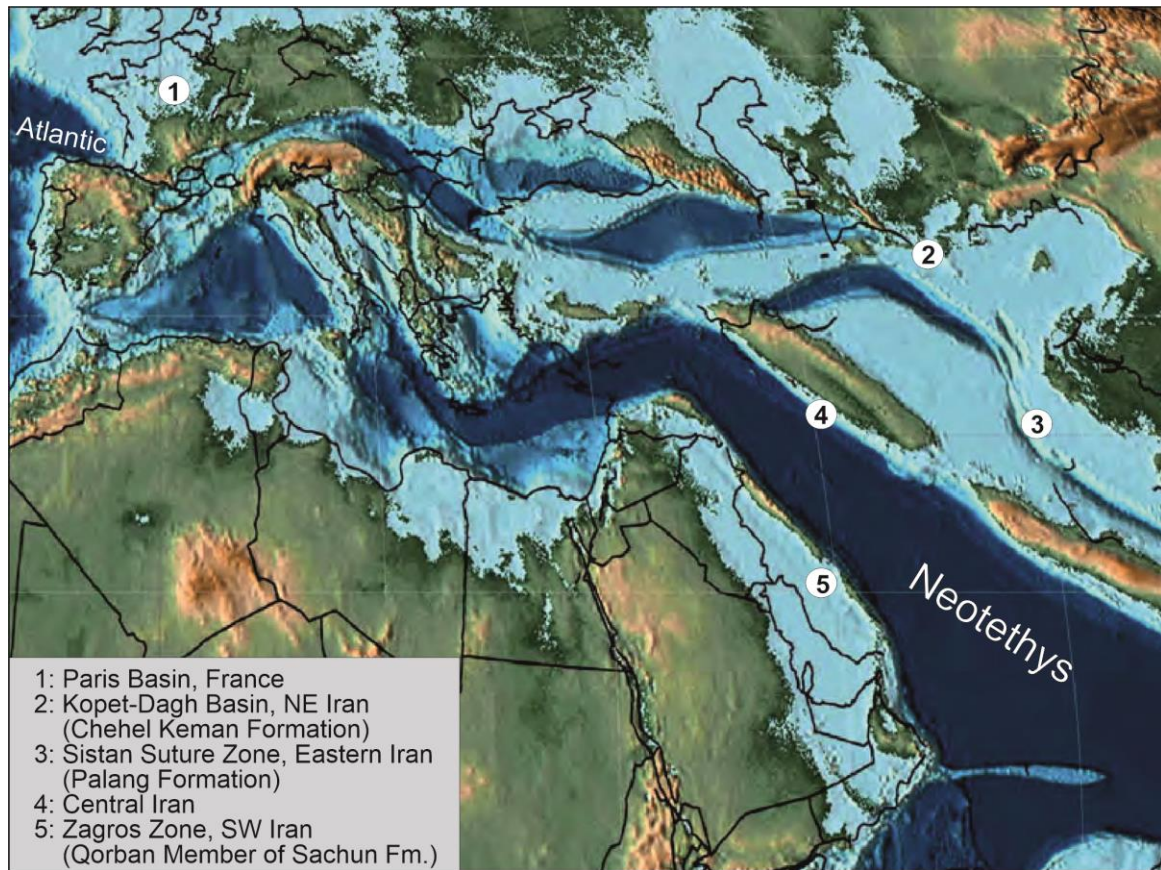 1
Atlantic
2
3
4
5
Neotethys
1: Paris Basin, France
2: Kopet-Dagh Basin, NE Iran
(Chehel Keman Formation)
3: Sistan Suture Zone, Eastern Iran
(Palang Formation)
4: Central Iran
5: Zagros Zone, SW Iran
(Qorban Member of Sachun Fm.)